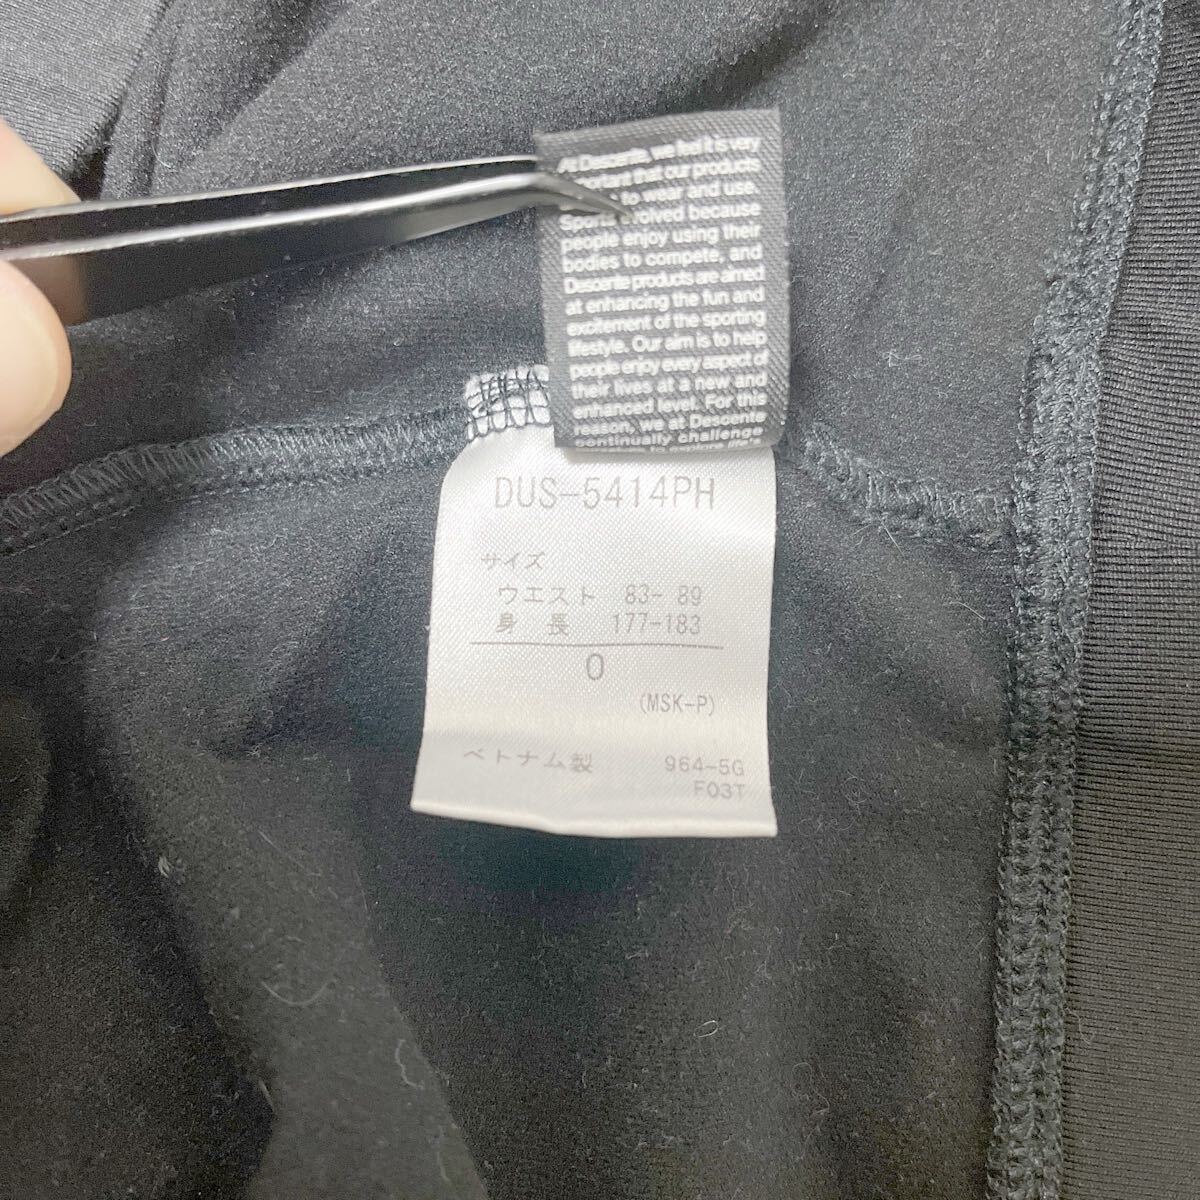 At Descente, we feel it is very
important that our products
to wear and use.
Sports evolved because
people enjoy using their
bodies to compete, and
Descente products are aimed
at enhancing the fun and
excitement of the sporting
lifestyle. Our aim is to help
people enjoy every aspect of
their lives at a new and
enhanced level. For this
reason, we at Descente
continually challenge
DUS-5414PH
サイズ
ウエスト 83- 89
身 長 177-183
O
(MSK-P)
ベトナム製 964-5G
F03T